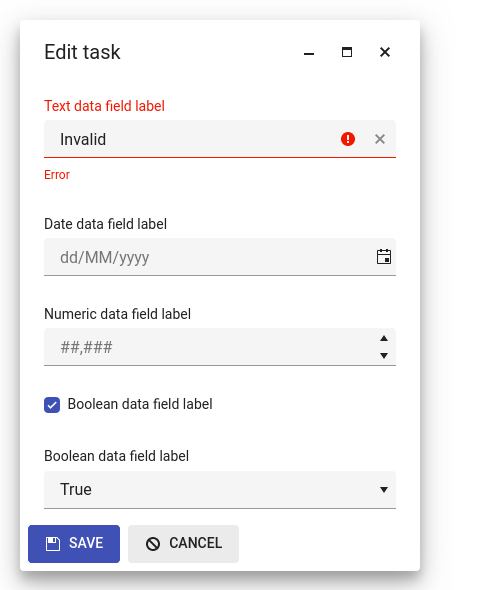 Edit task
Text data field label
Invalid
Error
Date data field label
dd/MM/yyyy
Numeric data field label
##,###
Boolean data field label
Boolean data field label
True
SAVE CANCEL